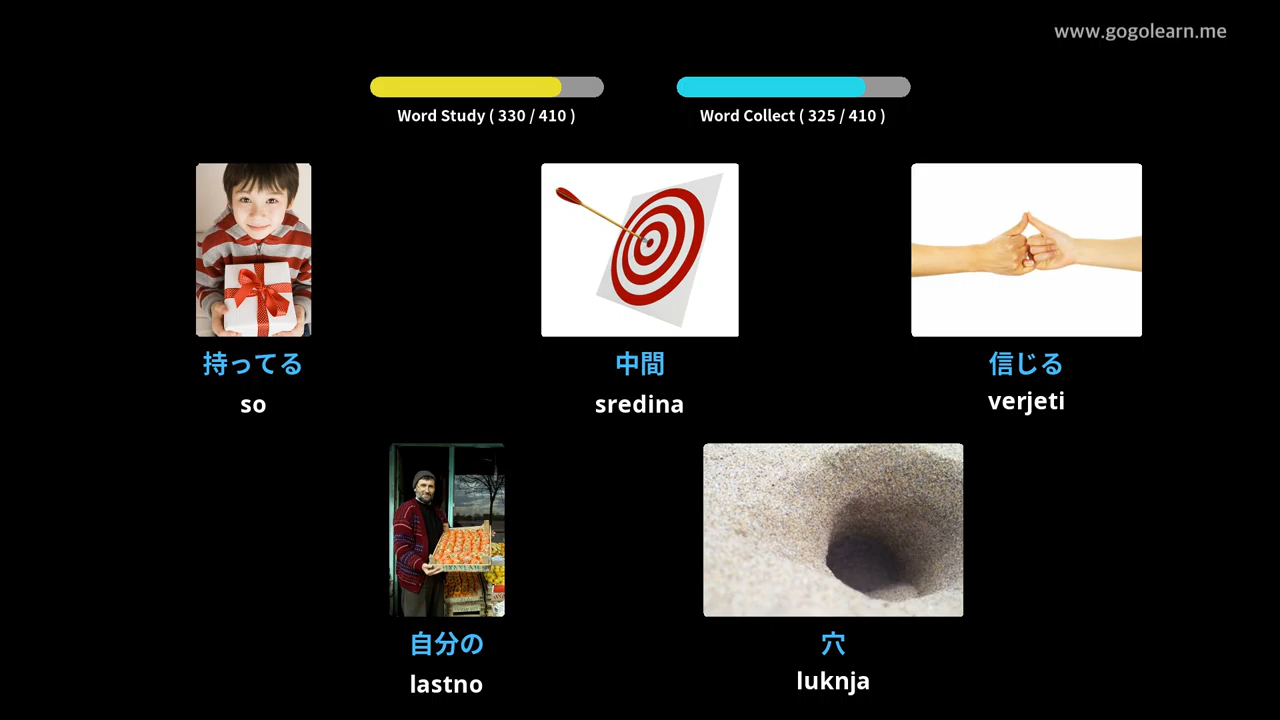 www.gogolearn.me
Word Study ( 330 / 410 )
Word Collect ( 325 / 410 )
持ってる
so
中間
sredina
信じる
verjeti
自分の
lastno
穴
luknja